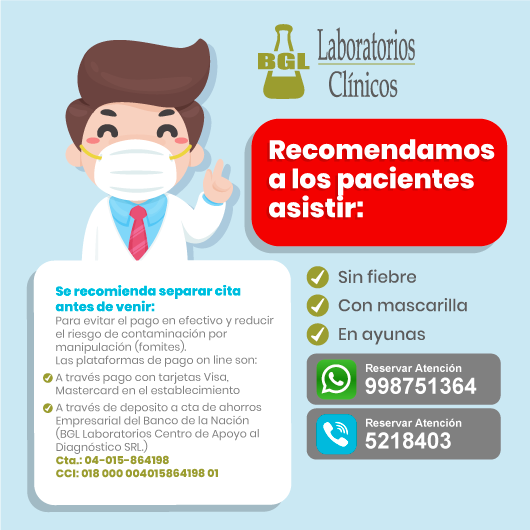 BGL
Laboratorios
Clínicos
Recomendamos
a los pacientes
asistir:
Sin fiebre
Con mascarilla
En ayunas
Reservar Atención
998751364
Reservar Atención
5218403
Se recomienda separar cita
antes de venir:
Para evitar el pago en efectivo y reducir
el riesgo de contaminación por
manipulación (fomites).
Las plataformas de pago on line son:
A través pago con tarjetas Visa,
Mastercard en el establecimiento
A través de deposito a cta de ahorros
Empresarial del Banco de la Nación
(BGL Laboratorios Centro de Apoyo al
Diagnóstico SRL,)
Cta.: 04-015-864198
CCI: 018 000 004015864198 01